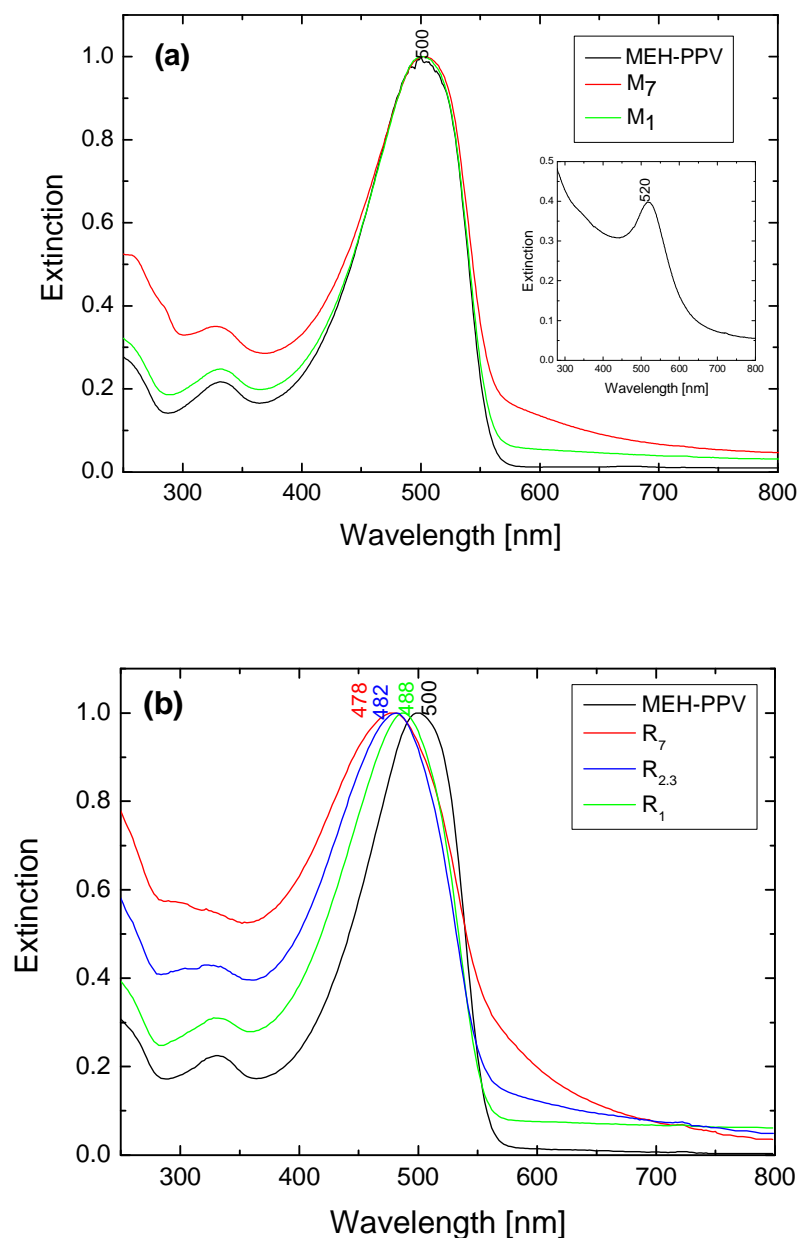 (a)
500
MEH-PPV
M7
M1
1.0
0.8
0.6
0.4
0.2
0.0
Extinction
300 400 500 600 700 800
Wavelength [nm]
520
0.5
0.4
0.3
0.2
0.1
0.0
Extinction
300 400 500 600 700 800
Wavelength [nm]
(b)
478 482 488 500
MEH-PPV
R7
R2.3
R1
1.0
0.8
0.6
0.4
0.2
0.0
Extinction
300 400 500 600 700 800
Wavelength [nm]